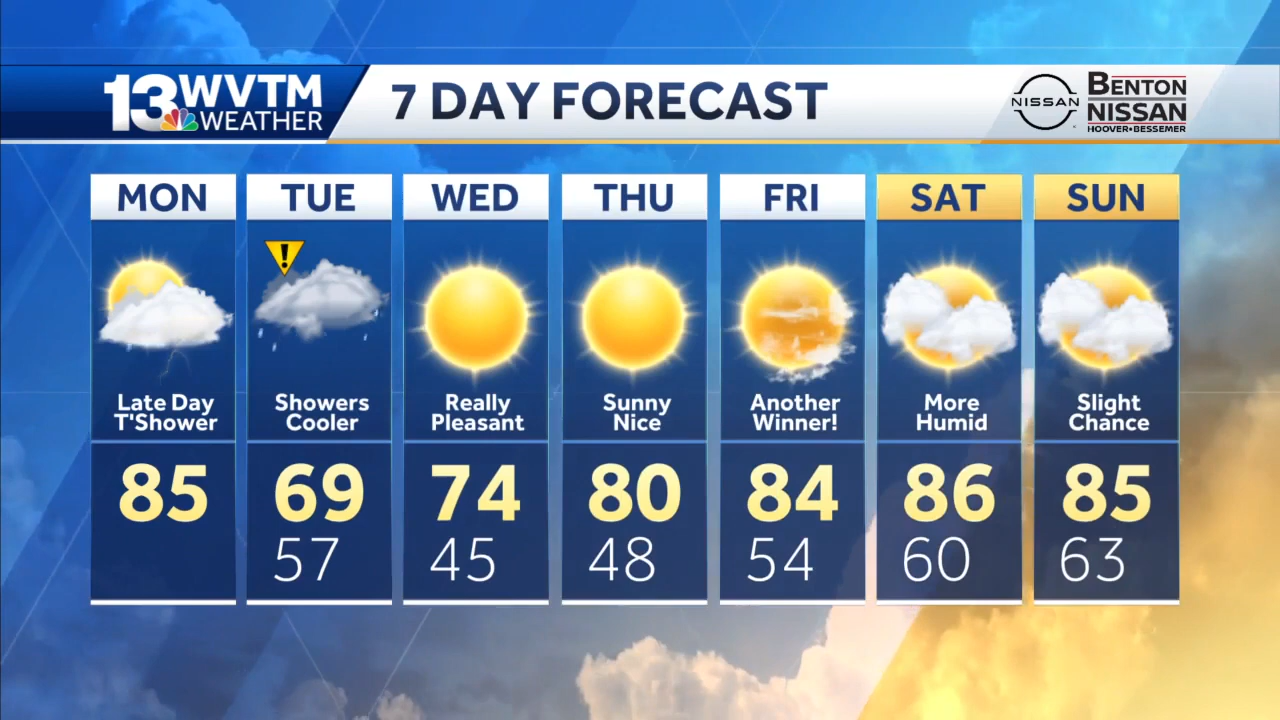 13 WVTM
WEATHER
7 DAY FORECAST
NISSAN
BENTON
NISSAN
HOOVER•BESSEMER
MON
Late Day
T'Shower
85
TUE
!
Showers
Cooler
69
57
WED
Really
Pleasant
74
45
THU
Sunny
Nice
80
48
FRI
Another
Winner!
84
54
SAT
More
Humid
86
60
SUN
Slight
Chance
85
63